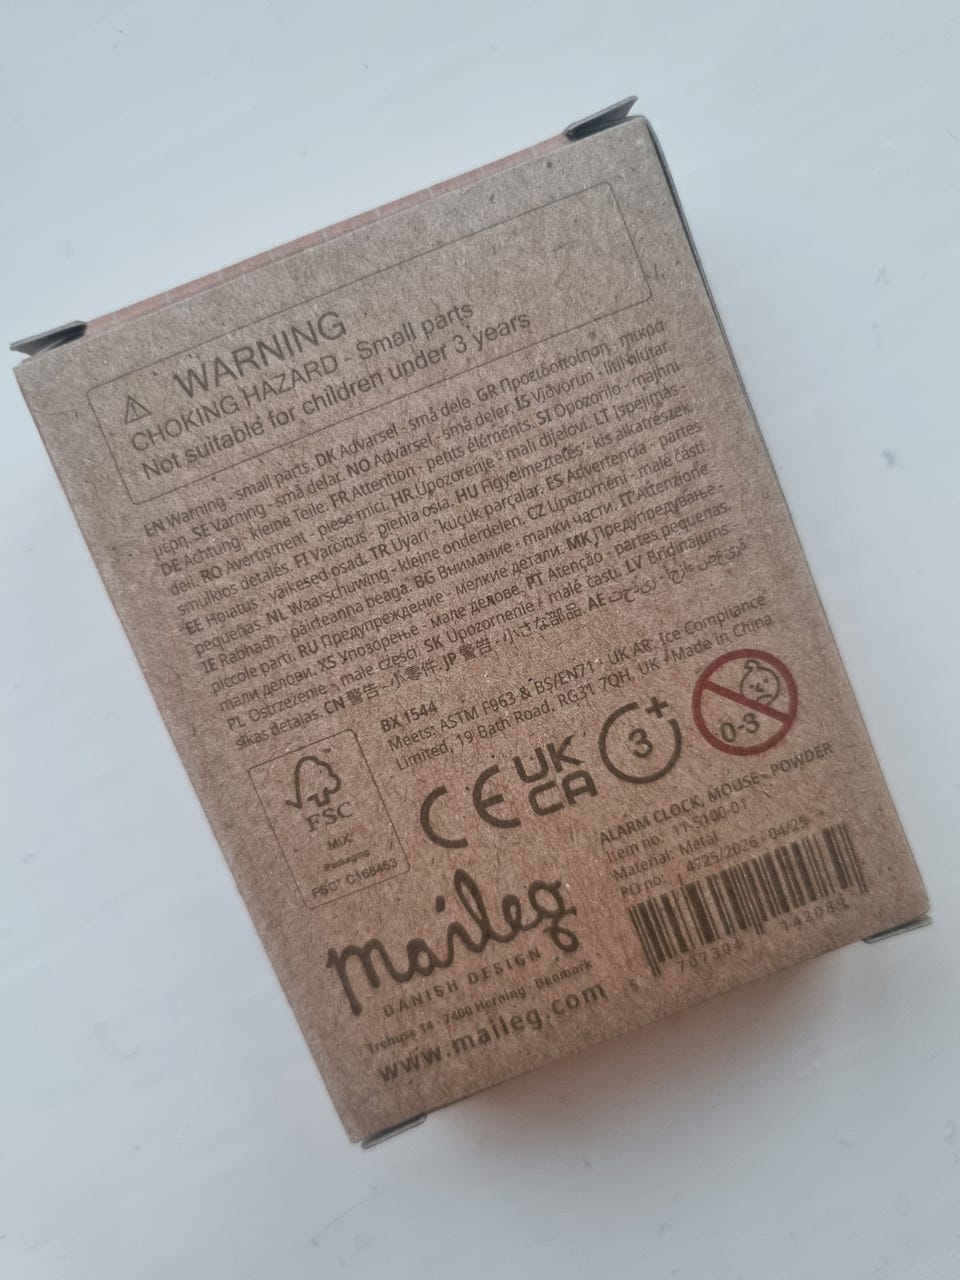 WARNING
CHOKING HAZARD - Small parts
Not suitable for children under 3 years
EN Warning - small parts. DK Advarsel - små dele. GR Προειδοποίηση - μικρά
μέρη. SE Varning - små delar. NO Advarsel - små deler. IS Viðvörun - litil hlutar.
DE Achtung - kleine Teile. FR Attention - petits éléments. SI Opozorilo - majhni
deli. RO Avertisment - piese mici. HR Upozorenje - mali dijelovi. LT Įspėjimas -
smulkios detalės. FI Varoitus - pieniä osia. HU Figyelmeztetés - kis alkatrészek.
EE Hoiatus - väikesed osad. TR Uyarı - küçük parçalar. ES Advertencia - partes
pequeñas. NL Waarschuwing - kleine onderdelen. CZ Upozornění - malé části.
IE Rabhadh - páirteanna beaga. BG Внимание - малки части. IT Attenzione -
piccole parti. RU Предупреждение - мелкие детали. MK Предупредување -
мали делови. XS Упозорење - мале делове. PT Atenção - partes pequenas.
PL Ostrzeżenie - małe części. SK Upozornenie - malé časti. LV Brīdinājums -
sīkas detaļas. CN 警告 - 小零件. JP 警告 - 小さな部品 AE
BX 1544
Meets: ASTM F963 & BS/EN71 · UK AR: Ice Compliance
Limited, 19 Bath Road, RG31 7QH, UK · Made in China
FSC
MIX
Packaging
FSC® C168463
CE UK
CA
3+
0-3
ALARM CLOCK, MOUSE - POWDER
Item no: 11-5100-01
Material: Metal
PO no: 4725/2026 - 04/25
maileg
DANISH DESIGN
Trehuse 14 · 7400 Herning · Denmark
www.maileg.com
5 707304 142089